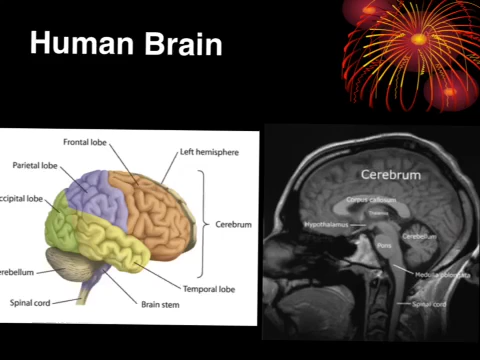 Human Brain
Frontal lobe
Left hemisphere
Parietal lobe
ccipital lobe
Cerebrum
erebellum
Temporal lobe
Spinal cord
Brain stem
Cerebrum
Corpus callosum
Thalamus
Hypothalamus
Cerebellum
Pons
Medulla oblongata
Spinal cord